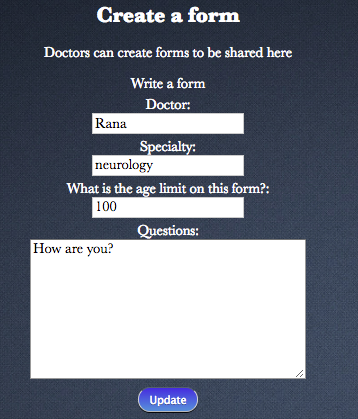 Create a form
Doctors can create forms to be shared here
Write a form
Doctor:
Rana
Specialty:
neurology
What is the age limit on this form?:
100
Questions:
How are you?
Update